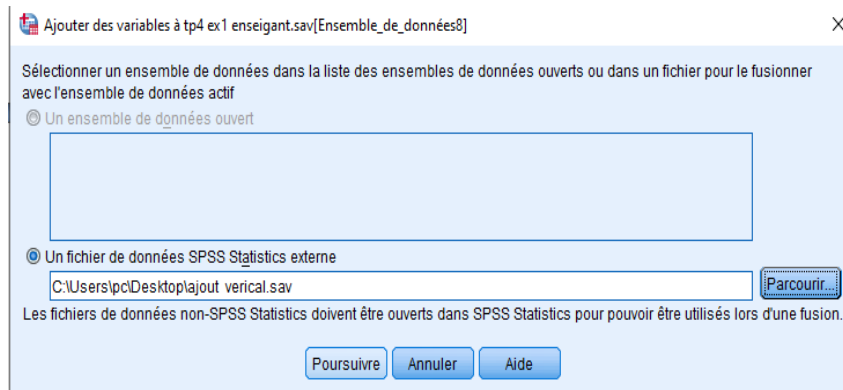 Ajouter des variables à tp4 ex1 enseigant.sav[Ensemble_de_données8]
Sélectionner un ensemble de données dans la liste des ensembles de données ouverts ou dans un fichier pour le fusionner
avec l'ensemble de données actif
Un ensemble de données ouvert
Un fichier de données SPSS Statistics externe
C:\Users\pc\Desktop\ajout verical.sav
Parcourir...
Les fichiers de données non-SPSS Statistics doivent être ouverts dans SPSS Statistics pour pouvoir être utilisés lors d'une fusion.
Poursuivre Annuler Aide